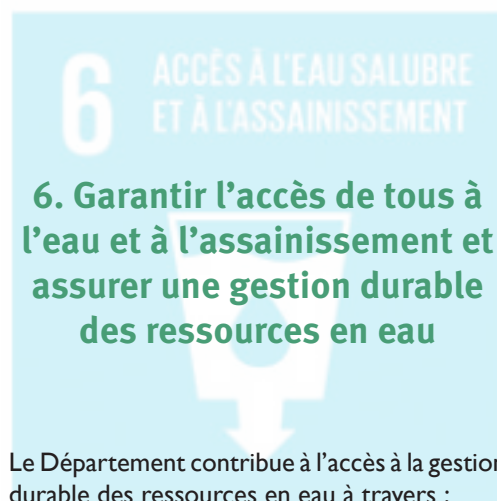 6 ACCÈS À L'EAU SALUBRE
ET À L'ASSAINISSEMENT
6. Garantir l’accès de tous à
l’eau et à l’assainissement et
assurer une gestion durable
des ressources en eau
Le Département contribue à l’accès à la gestion
durable des ressources en eau à travers :